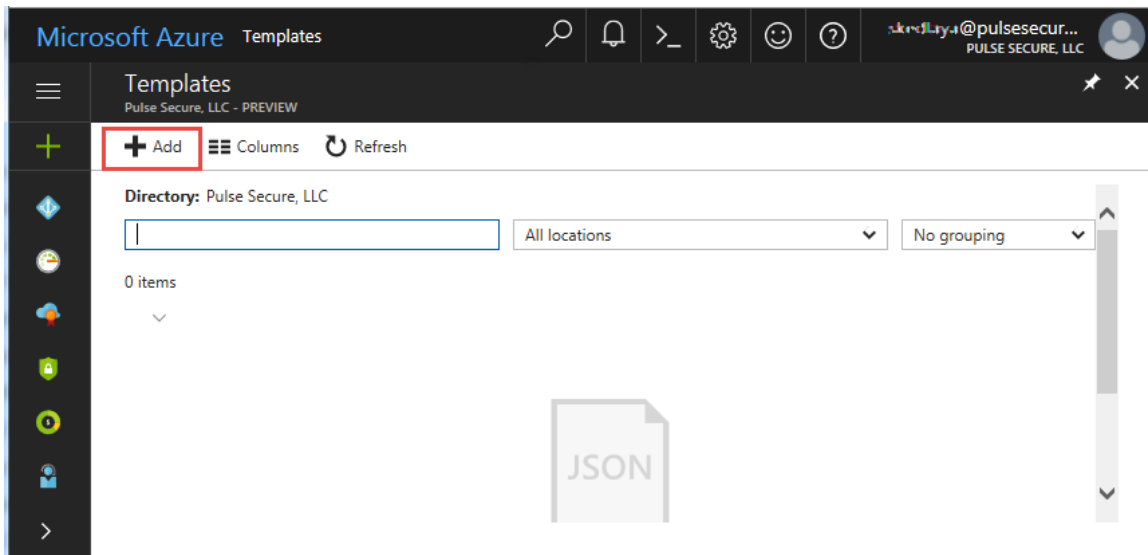 Microsoft Azure Templates
@pulsesecur...
PULSE SECURE, LLC
Templates
Pulse Secure, LLC - PREVIEW
Add Columns Refresh
Directory: Pulse Secure, LLC
All locations No grouping
0 items
JSON